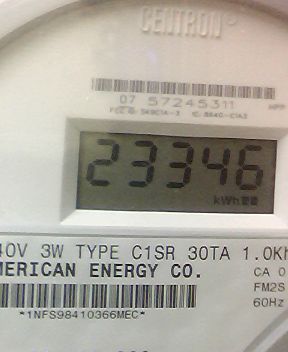 CENTRON
07 57245311
23346
kWh
40V 3W TYPE C1SR 30TA 1.0Kh
MERICAN ENERGY CO.
CA 0
FM2S
60Hz
*1NFS98410366MEC*